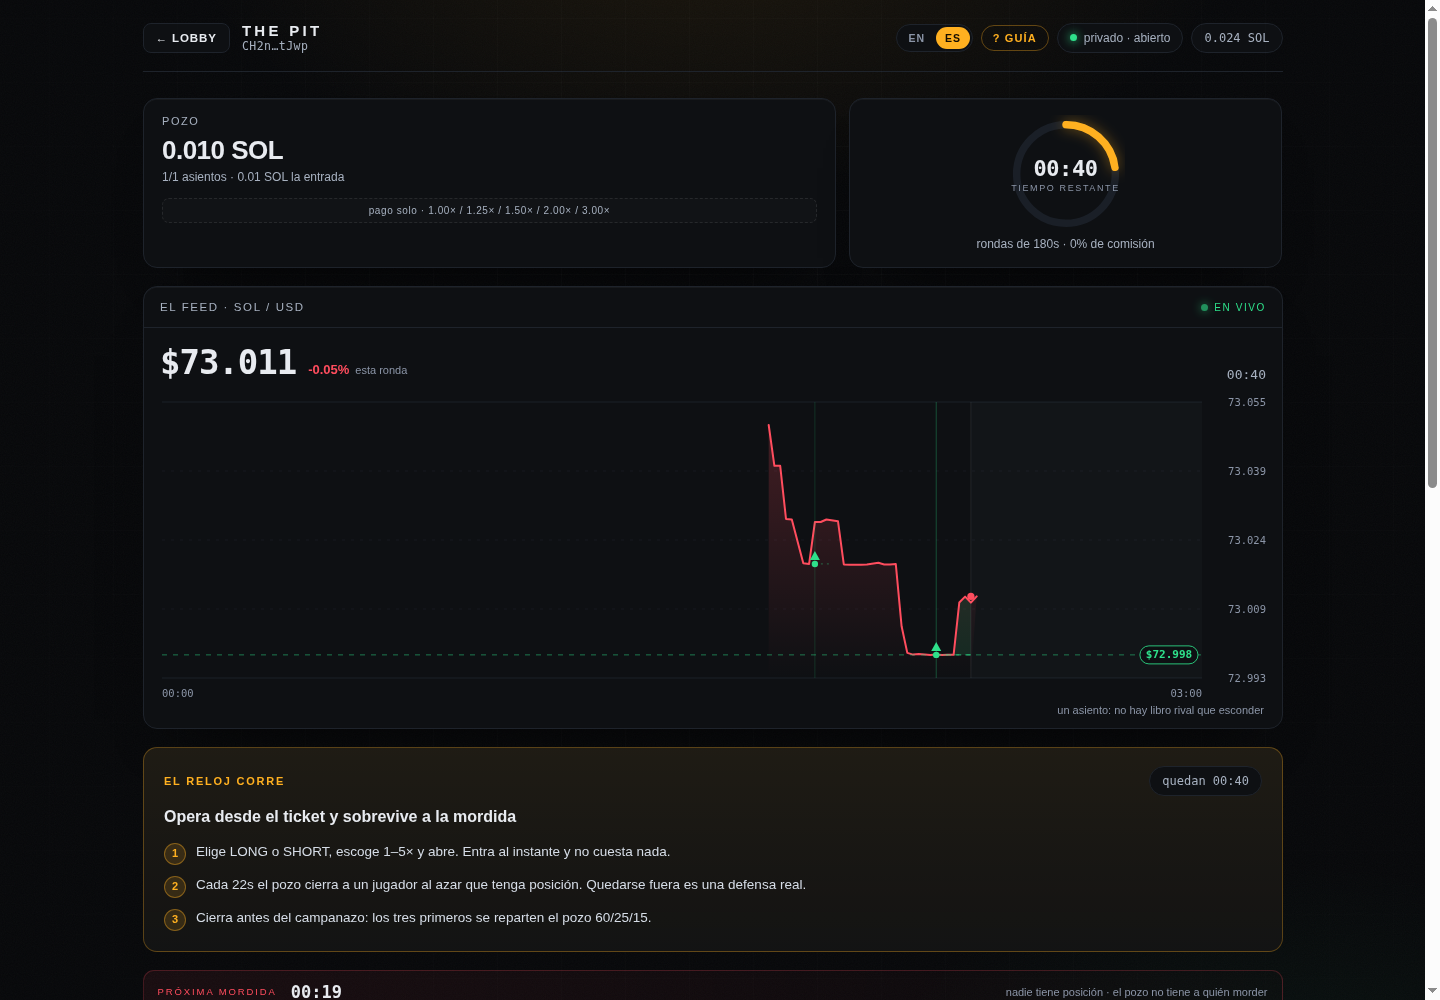 ← LOBBY
THE PIT
CH2n…tJwp
EN ES
? GUÍA
privado · abierto
0.024 SOL
POZO
0.010 SOL
1/1 asientos · 0.01 SOL la entrada
pago solo · 1.00× / 1.25× / 1.50× / 2.00× / 3.00×
00:40
TIEMPO RESTANTE
rondas de 180s · 0% de comisión
EL FEED · SOL / USD
EN VIVO
$73.011 -0.05% esta ronda
00:40
73.055
73.039
73.024
73.009
$72.998
72.993
00:00
03:00
un asiento: no hay libro rival que esconder
EL RELOJ CORRE
quedan 00:40
Opera desde el ticket y sobrevive a la mordida
1 Elige LONG o SHORT, escoge 1–5× y abre. Entra al instante y no cuesta nada.
2 Cada 22s el pozo cierra a un jugador al azar que tenga posición. Quedarse fuera es una defensa real.
3 Cierra antes del campanazo: los tres primeros se reparten el pozo 60/25/15.
PRÓXIMA MORDIDA 00:19
nadie tiene posición · el pozo no tiene a quién morder